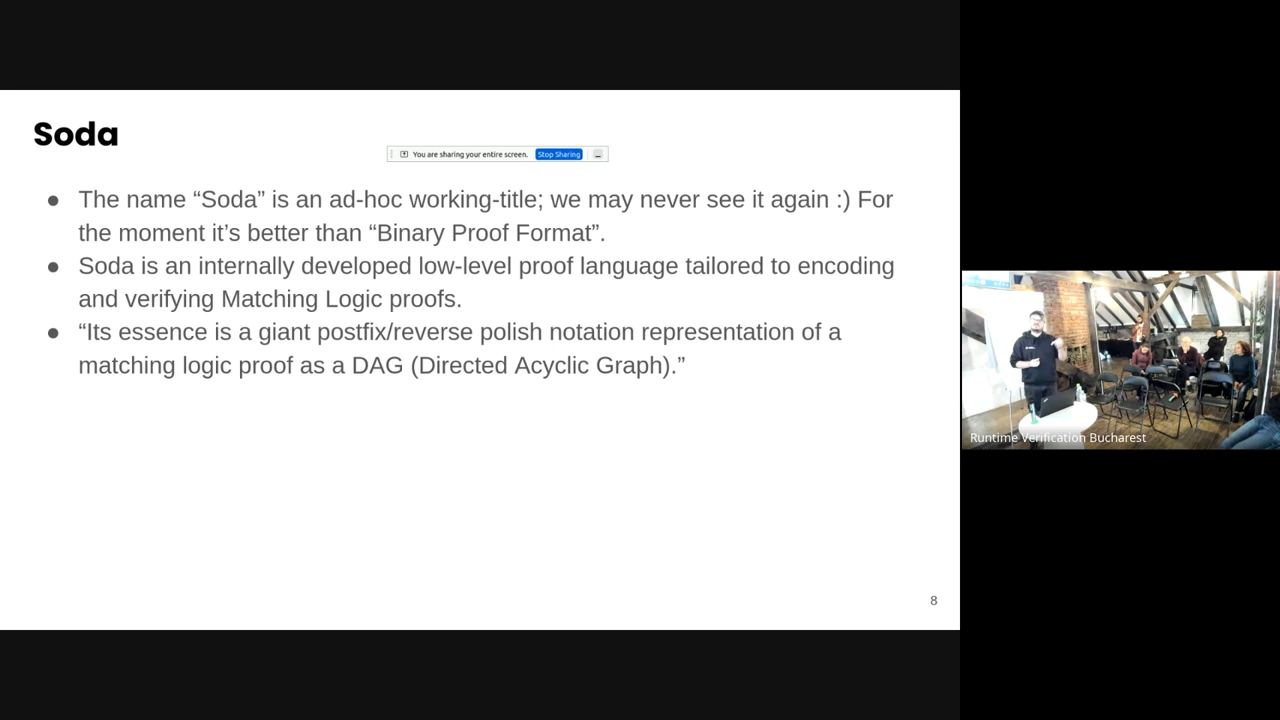 Soda
You are sharing your entire screen. Stop Sharing
● The name “Soda” is an ad-hoc working-title; we may never see it again :) For
the moment it’s better than “Binary Proof Format”.
● Soda is an internally developed low-level proof language tailored to encoding
and verifying Matching Logic proofs.
● “Its essence is a giant postfix/reverse polish notation representation of a
matching logic proof as a DAG (Directed Acyclic Graph).”
8
Runtime Verification Bucharest